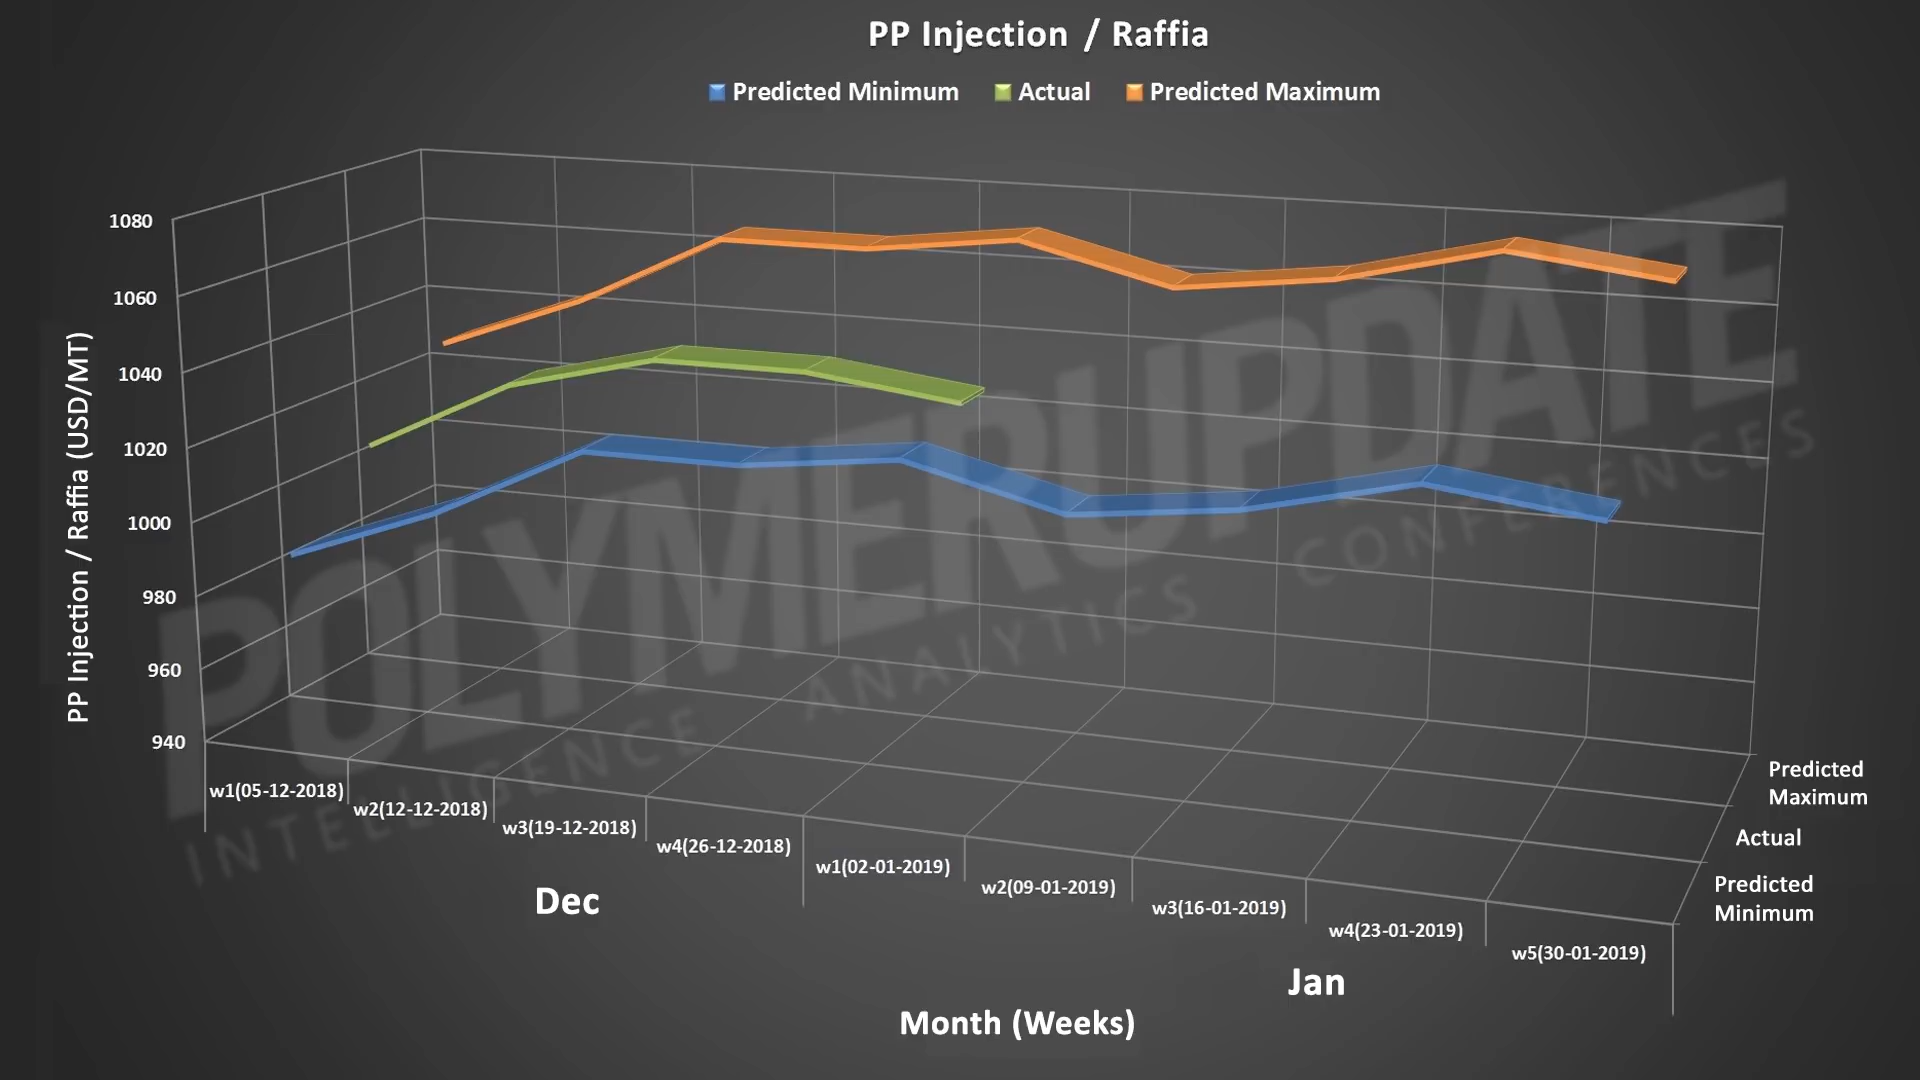 PP Injection / Raffia
Predicted Minimum Actual Predicted Maximum
PP Injection / Raffia (USD/MT)
1080
1060
1040
1020
1000
980
960
940
w1(05-12-2018)
w2(12-12-2018)
w3(19-12-2018)
w4(26-12-2018)
w1(02-01-2019)
w2(09-01-2019)
w3(16-01-2019)
w4(23-01-2019)
w5(30-01-2019)
Dec
Jan
Month (Weeks)
Predicted
Maximum
Actual
Predicted
Minimum
POLYMERUPDATE
INTELLIGENCE ANALYTICS CONFERENCES